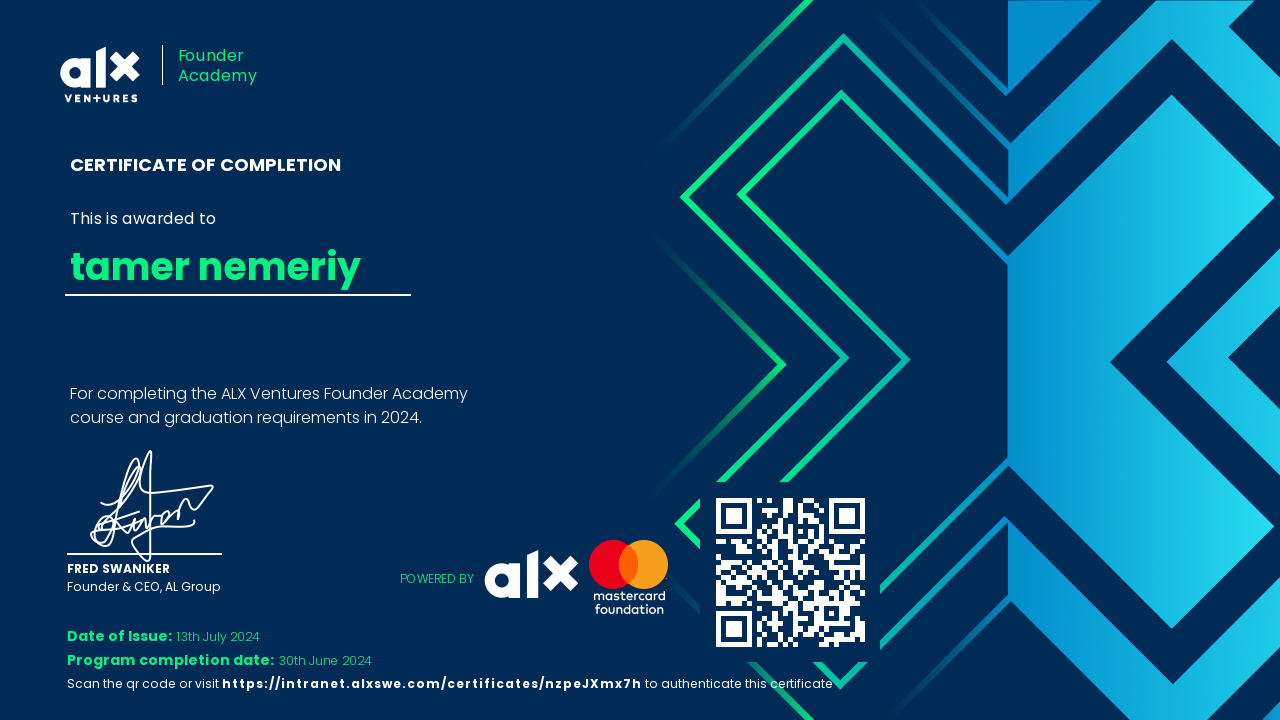 alx
VENTURES
Founder
Academy
CERTIFICATE OF COMPLETION
This is awarded to
tamer nemeriy
For completing the ALX Ventures Founder Academy
course and graduation requirements in 2024.
FRED SWANIKER
Founder & CEO, AL Group
POWERED BY
alx
mastercard
foundation
Date of Issue: 13th July 2024
Program completion date: 30th June 2024
Scan the qr code or visit https://intranet.alxswe.com/certificates/nzpeJXmx7h to authenticate this certificate